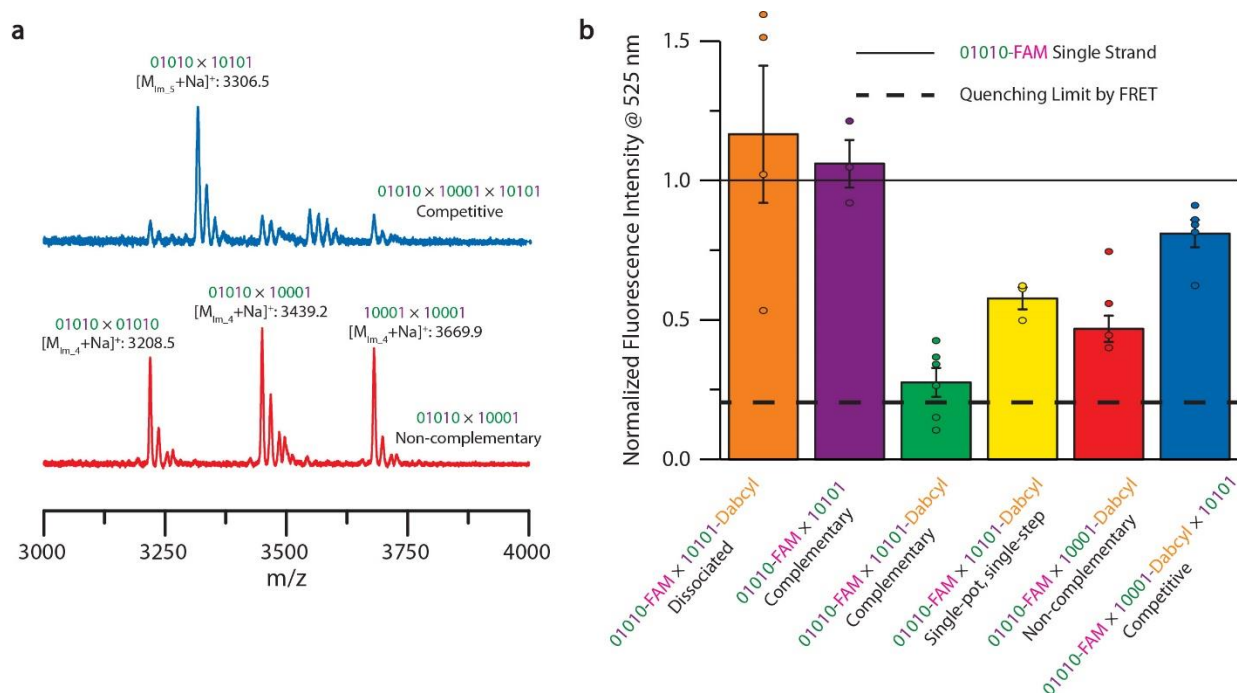 a
01010 × 10101
[M_Im_5+Na]⁺: 3306.5
01010 × 10001 × 10101
Competitive
01010 × 10001
[M_Im_4+Na]⁺: 3439.2
01010 × 01010
[M_Im_4+Na]⁺: 3208.5
10001 × 10001
[M_Im_4+Na]⁺: 3669.9
01010 × 10001
Non-complementary
3000 3250 3500 3750 4000
m/z
b
Normalized Fluorescence Intensity @ 525 nm
1.5
1.0
0.5
0.0
01010-FAM Single Strand
Quenching Limit by FRET
01010-FAM × 10101-Dabcyl
Dissociated
01010-FAM × 10101
Complementary
01010-FAM × 10101-Dabcyl
Complementary
01010-FAM × 10101-Dabcyl
Single-pot, single-step
01010-FAM × 10001-Dabcyl
Non-complementary
01010-FAM × 10001-Dabcyl × 10101
Competitive